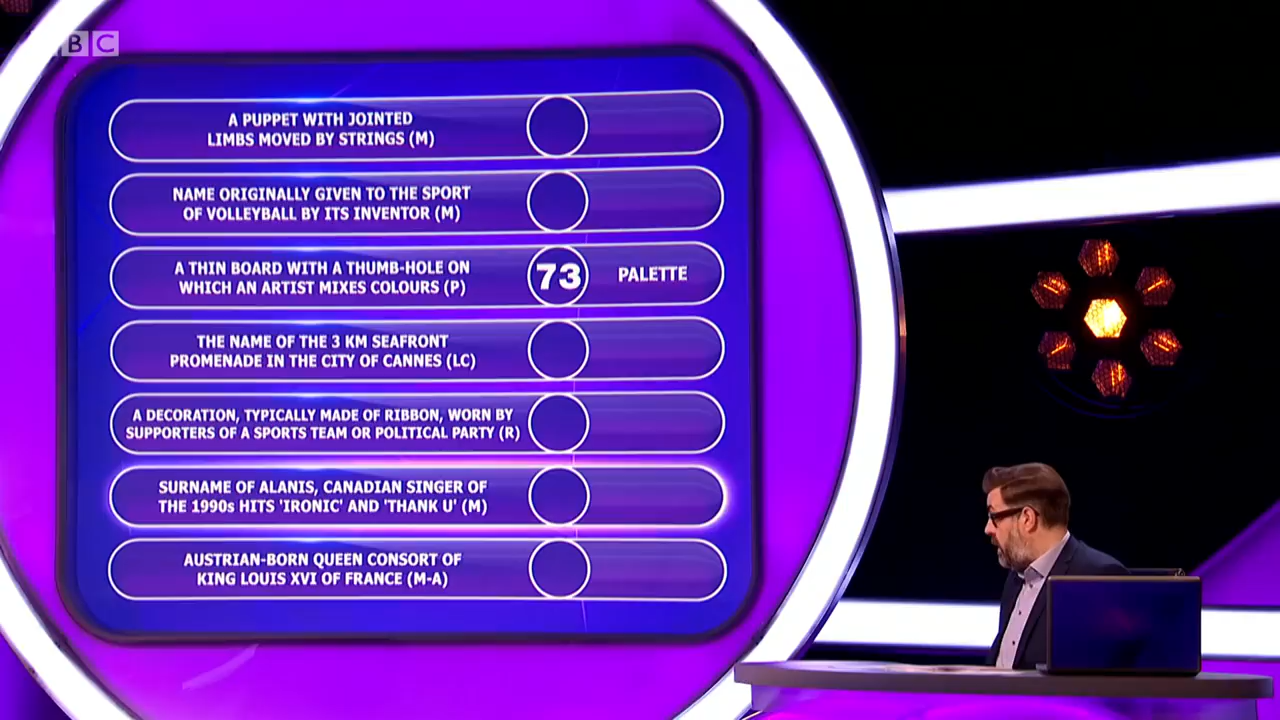 BBC
A PUPPET WITH JOINTED
LIMBS MOVED BY STRINGS (M)
NAME ORIGINALLY GIVEN TO THE SPORT
OF VOLLEYBALL BY ITS INVENTOR (M)
A THIN BOARD WITH A THUMB-HOLE ON
WHICH AN ARTIST MIXES COLOURS (P)
73
PALETTE
THE NAME OF THE 3 KM SEAFRONT
PROMENADE IN THE CITY OF CANNES (LC)
A DECORATION, TYPICALLY MADE OF RIBBON, WORN BY
SUPPORTERS OF A SPORTS TEAM OR POLITICAL PARTY (R)
SURNAME OF ALANIS, CANADIAN SINGER OF
THE 1990s HITS 'IRONIC' AND 'THANK U' (M)
AUSTRIAN-BORN QUEEN CONSORT OF
KING LOUIS XVI OF FRANCE (M-A)